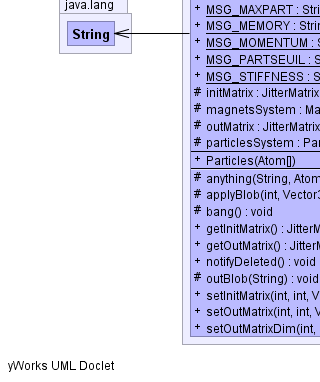 java.lang
String
+ MSG_MAXPART : Stri
+ MSG_MEMORY : Strin
+ MSG_MOMENTUM : S
+ MSG_PARTSEUIL : S
+ MSG_STIFFNESS : S
# initMatrix : JitterMatrix
# magnetsSystem : Ma
# outMatrix : JitterMatrix
# particlesSystem : Par
+ Particles(Atom[])
# anything(String, Atom
+ applyBlob(int, Vector3
# bang() : void
+ getInitMatrix() : JitterM
+ getOutMatrix() : JitterM
+ notifyDeleted() : void
# outBlob(String) : void
+ setInitMatrix(int, int, V
+ setOutMatrix(int, int, V
+ setOutMatrixDim(int,
yWorks UML Doclet